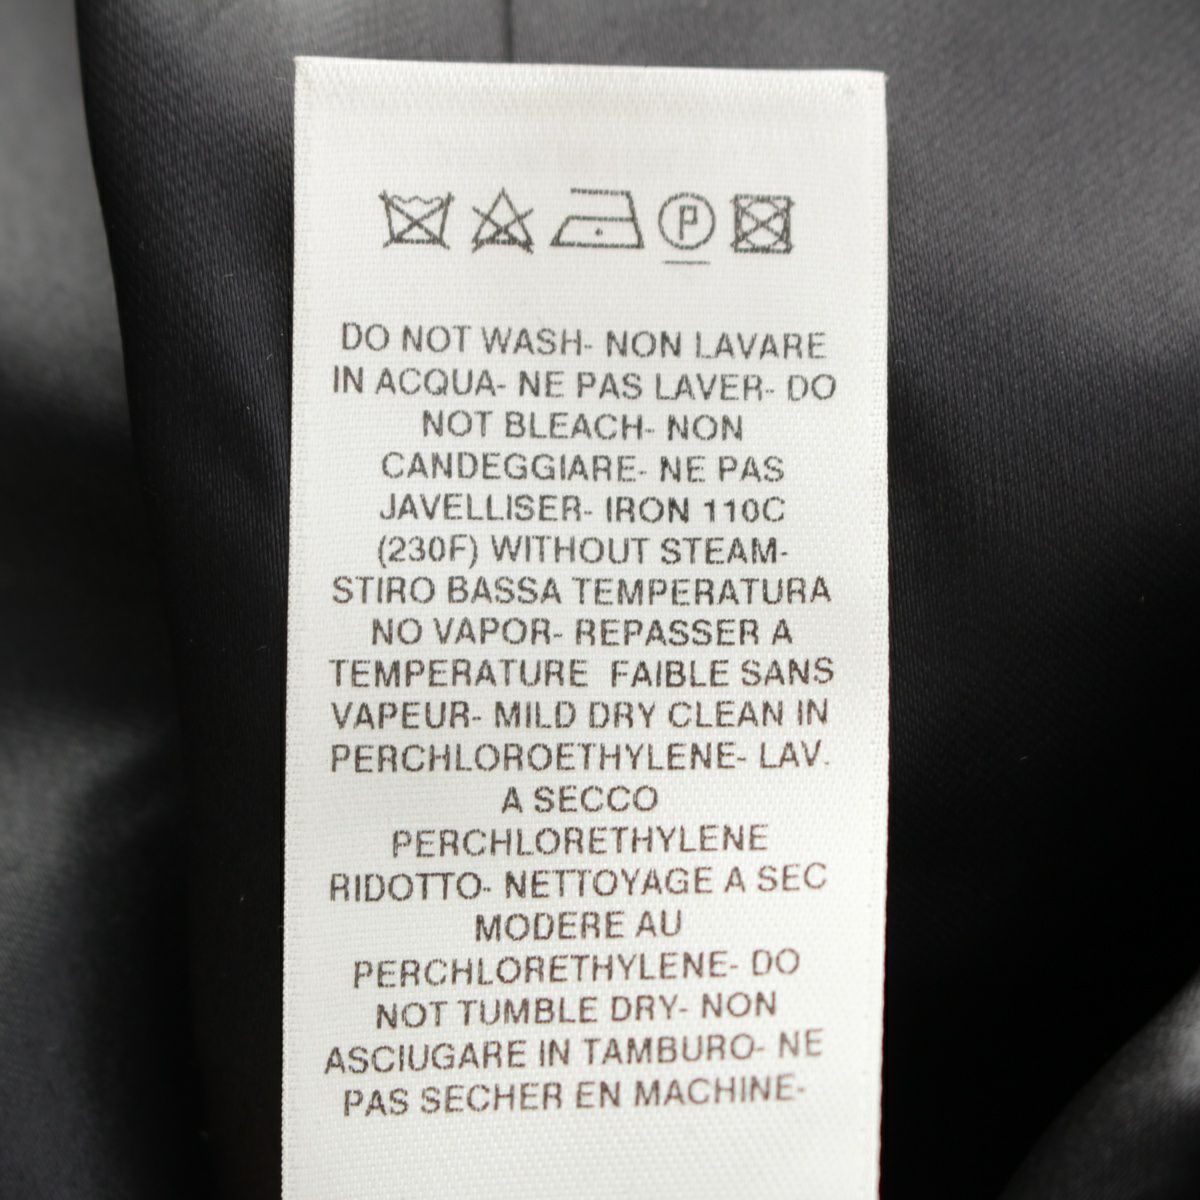 P
DO NOT WASH- NON LAVARE
IN ACQUA- NE PAS LAVER- DO
NOT BLEACH- NON
CANDEGGIARE- NE PAS
JAVELLISER- IRON 110C
(230F) WITHOUT STEAM-
STIRO BASSA TEMPERATURA
NO VAPOR- REPASSER A
TEMPERATURE FAIBLE SANS
VAPEUR- MILD DRY CLEAN IN
PERCHLOROETHYLENE- LAV.
A SECCO
PERCHLORETHYLENE
RIDOTTO- NETTOYAGE A SEC
MODERE AU
PERCHLORETHYLENE- DO
NOT TUMBLE DRY- NON
ASCIUGARE IN TAMBURO- NE
PAS SECHER EN MACHINE-